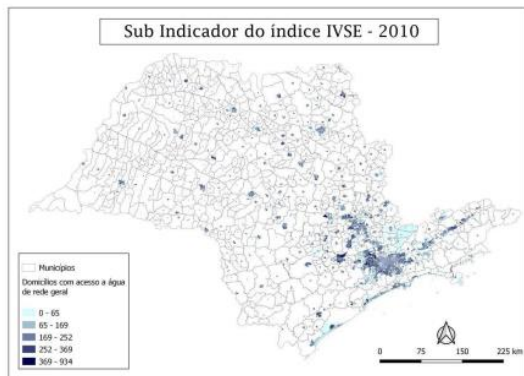 Sub Indicador do índice IVSE - 2010
Municípios
Domicílios com acesso a água
de rede geral
0 - 65
65 - 169
169 - 252
252 - 369
369 - 934
0 75 150 225 km